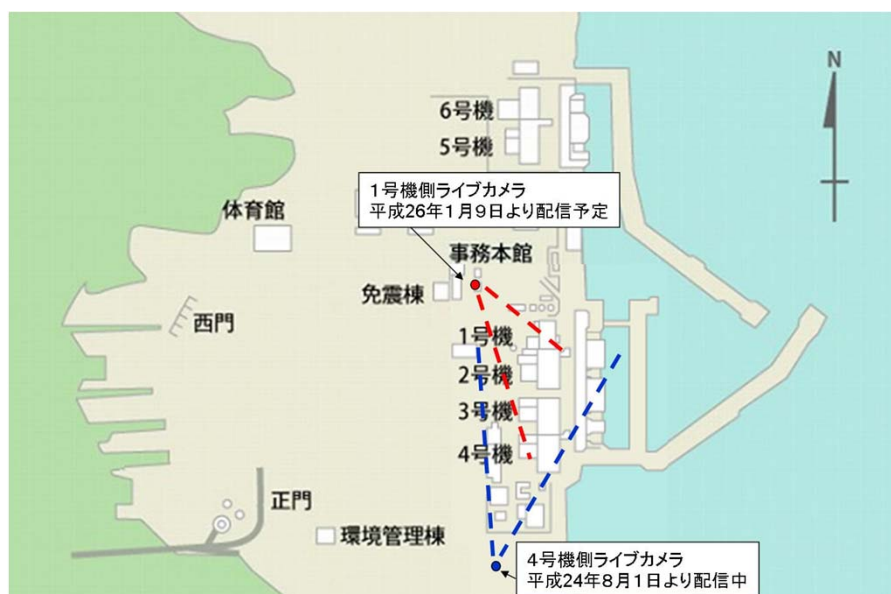 N
6号機
5号機
1号機側ライブカメラ
平成26年1月9日より配信予定
体育館
事務本館
免震棟
西門
1号機
2号機
3号機
4号機
正門
環境管理棟
4号機側ライブカメラ
平成24年8月1日より配信中